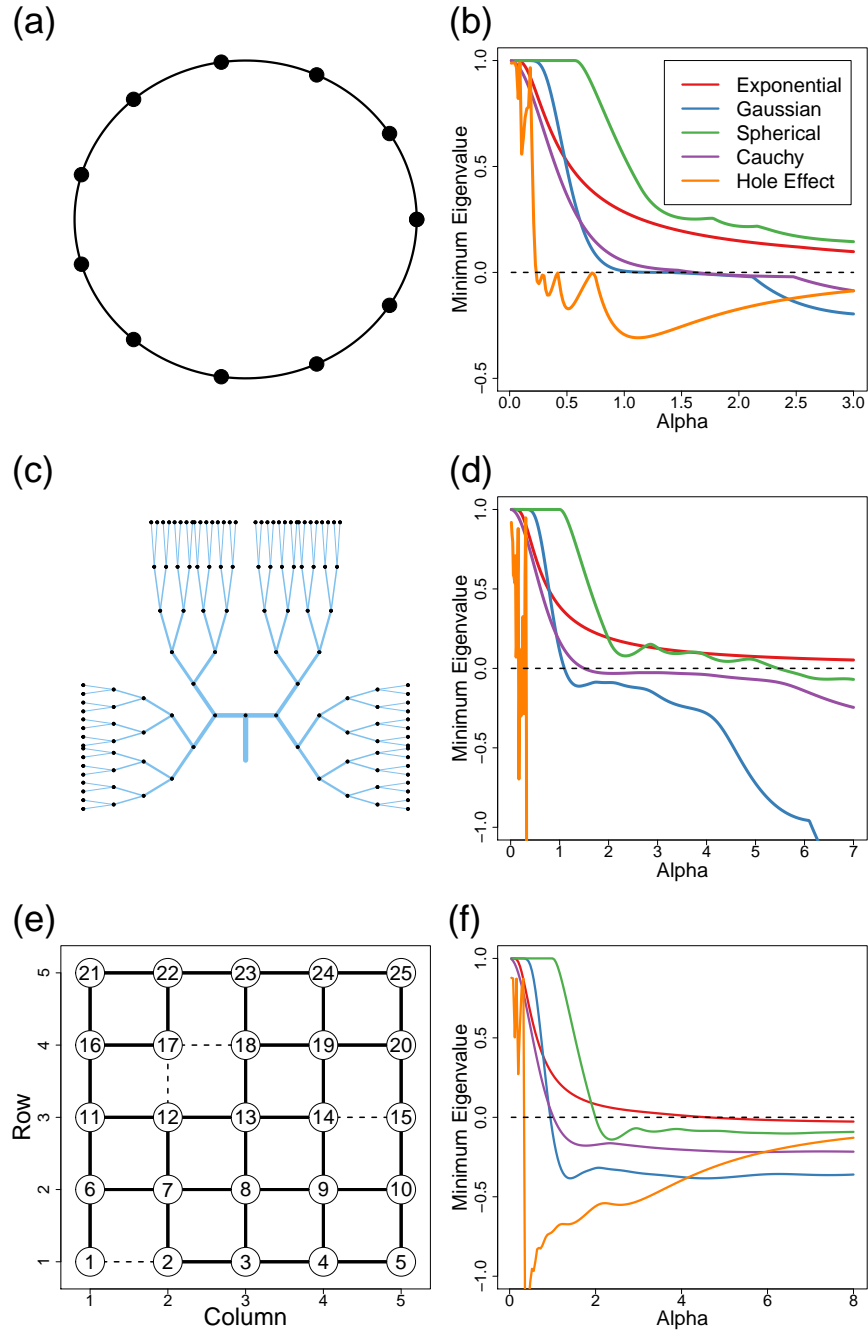 (a)
(b)
1.0
0.5
0.0
−0.5
Minimum Eigenvalue
Exponential
Gaussian
Spherical
Cauchy
Hole Effect
0.0 0.5 1.0 1.5 2.0 2.5 3.0
Alpha
(c)
(d)
1.0
0.5
0.0
−0.5
−1.0
Minimum Eigenvalue
0 1 2 3 4 5 6 7
Alpha
(e)
5
4
3
2
1
Row
21 22 23 24 25
16 17 18 19 20
11 12 13 14 15
6 7 8 9 10
1 2 3 4 5
1 2 3 4 5
Column
(f)
1.0
0.5
0.0
−0.5
−1.0
Minimum Eigenvalue
0 2 4 6 8
Alpha